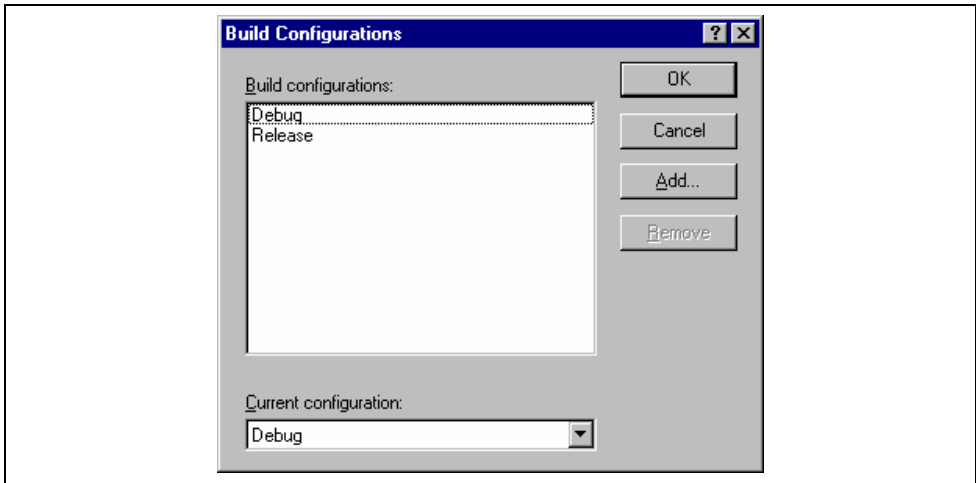 Build Configurations
Build configurations:
Debug
Release
OK
Cancel
Add...
Remove
Current configuration:
Debug